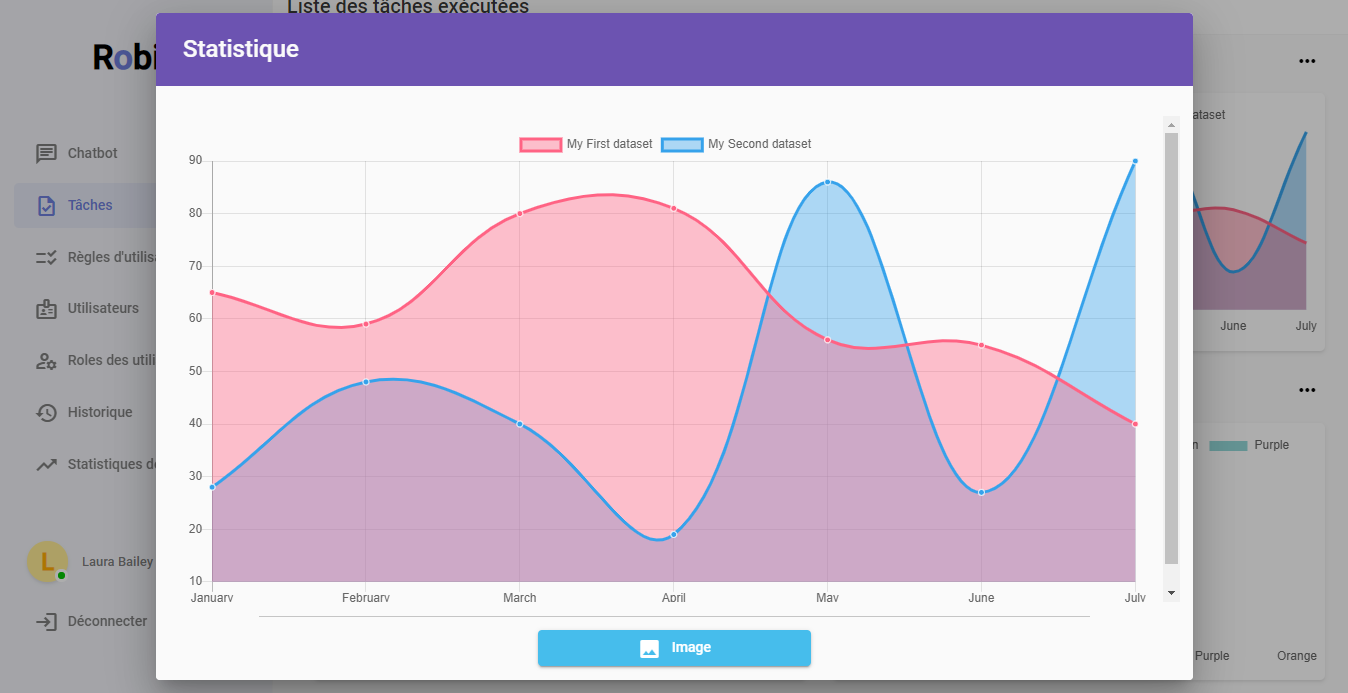 Liste des tâches exécutées
Robi
Statistique
Chatbot
Tâches
Règles d'utilisa
Utilisateurs
Roles des utili
Historique
Statistiques de
L
Laura Bailey
Déconnecter
My First dataset
My Second dataset
90
80
70
60
50
40
30
20
10
January
February
March
April
May
June
July
Image
ataset
June
July
n
Purple
Purple
Orange